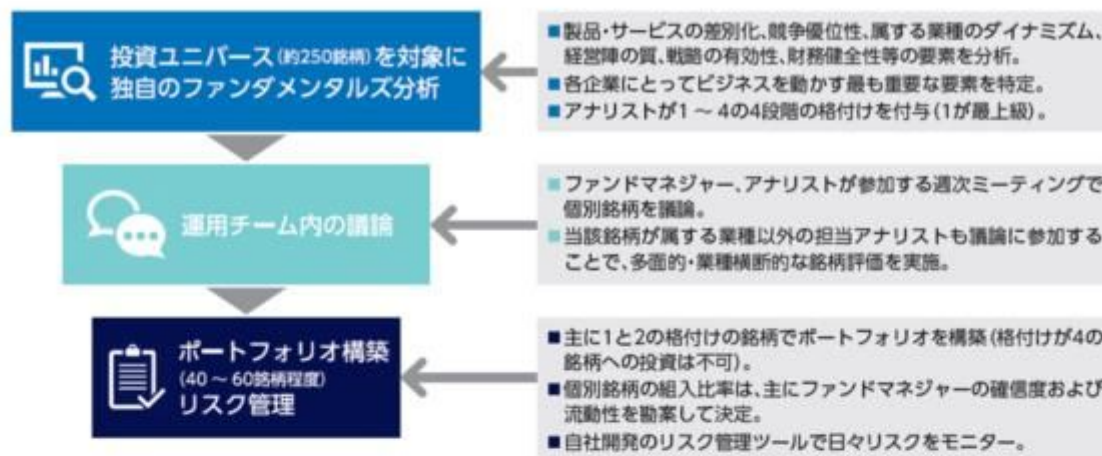 投資ユニバース(約250銘柄)を対象に
独自のファンダメンタルズ分析
■製品・サービスの差別化、競争優位性、属する業種のダイナミズム、
経営陣の質、戦略の有効性、財務健全性等の要素を分析。
■各企業にとってビジネスを動かす最も重要な要素を特定。
■アナリストが1～4の4段階の格付けを付与(1が最上級)。
運用チーム内の議論
■ファンドマネジャー、アナリストが参加する週次ミーティングで
個別銘柄を議論。
■当該銘柄が属する業種以外の担当アナリストも議論に参加する
ことで、多面的・業種横断的な銘柄評価を実施。
ポートフォリオ構築
(40～60銘柄程度)
リスク管理
■主に1と2の格付けの銘柄でポートフォリオを構築(格付けが4の
銘柄への投資は不可)。
■個別銘柄の組入比率は、主にファンドマネジャーの確信度および
流動性を勘案して決定。
■自社開発のリスク管理ツールで日々リスクをモニター。